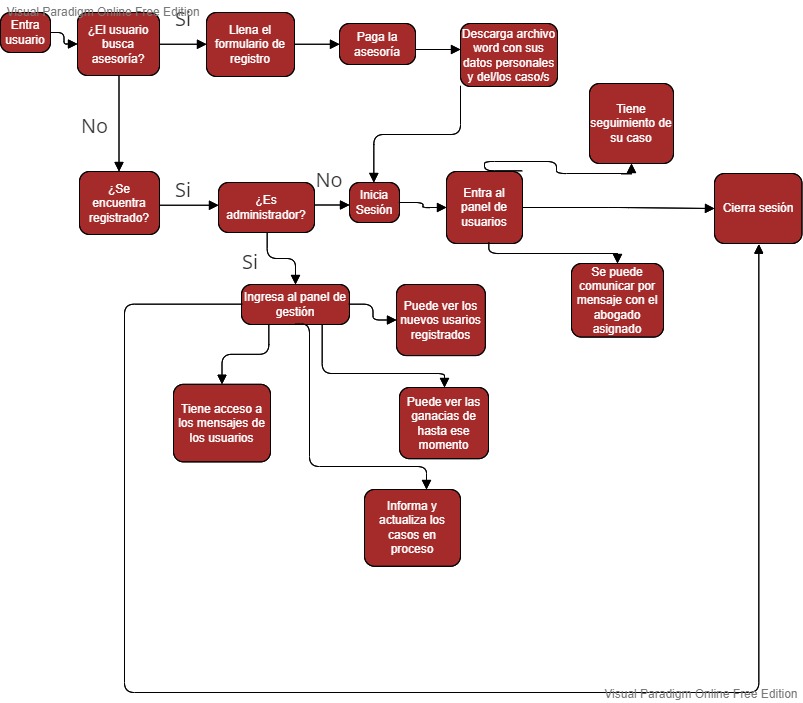 Visual Paradigm Online Free Edition
Entra
usuario
¿El usuario
busca
asesoría?
Si
Llena el
formulario de
registro
Paga la
asesoría
Descarga archivo
word con sus
datos personales
y del/los caso/s
No
Tiene
seguimiento de
su caso
¿Se
encuentra
registrado?
Si
¿Es
administrador?
No
Inicia
Sesión
Entra al
panel de
usuarios
Cierra sesión
Si
Se puede
comunicar por
mensaje con el
abogado
asignado
Ingresa al panel de
gestión
Puede ver los
nuevos usarios
registrados
Tiene acceso a
los mensajes de
los usuarios
Puede ver las
ganacias de
hasta ese
momento
Informa y
actualiza los
casos en
proceso
Visual Paradigm Online Free Edition